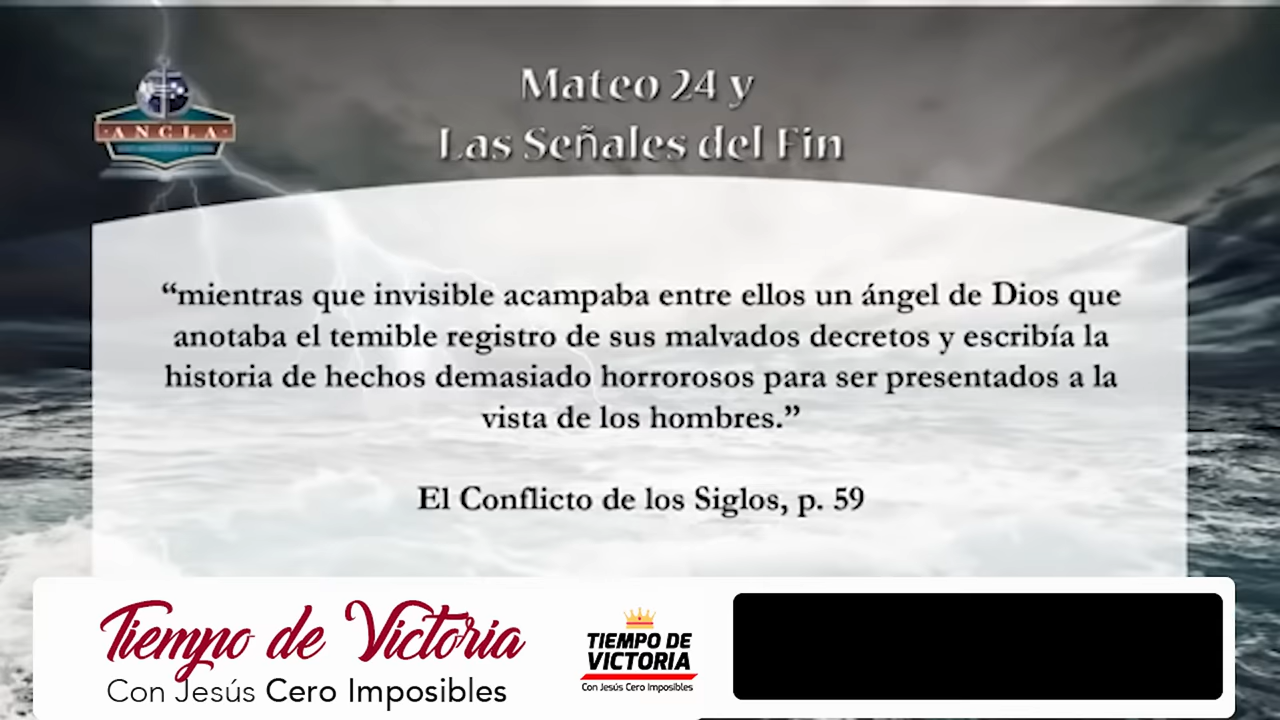 Mateo 24 y
Las Señales del Fin
ANCLA
“mientras que invisible acampaba entre ellos un ángel de Dios que
anotaba el temible registro de sus malvados decretos y escribía la
historia de hechos demasiado horrorosos para ser presentados a la
vista de los hombres.”
El Conflicto de los Siglos, p. 59
Tiempo de Victoria
Con Jesús Cero Imposibles
TIEMPO DE
VICTORIA
Con Jesús Cero Imposibles